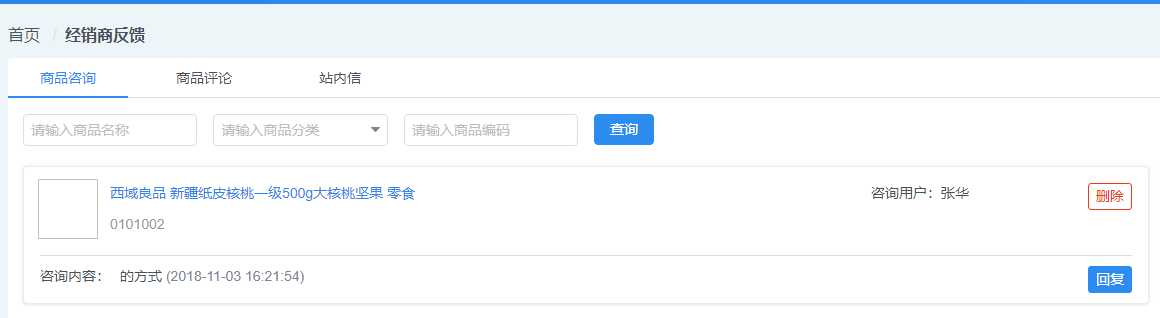 首页 / 经销商反馈
商品咨询 商品评论 站内信
请输入商品名称 请输入商品分类 请输入商品编码 查询
西域良品 新疆纸皮核桃一级500g大核桃坚果 零食 咨询用户：张华 删除
0101002
咨询内容： 的方式 (2018-11-03 16:21:54) 回复